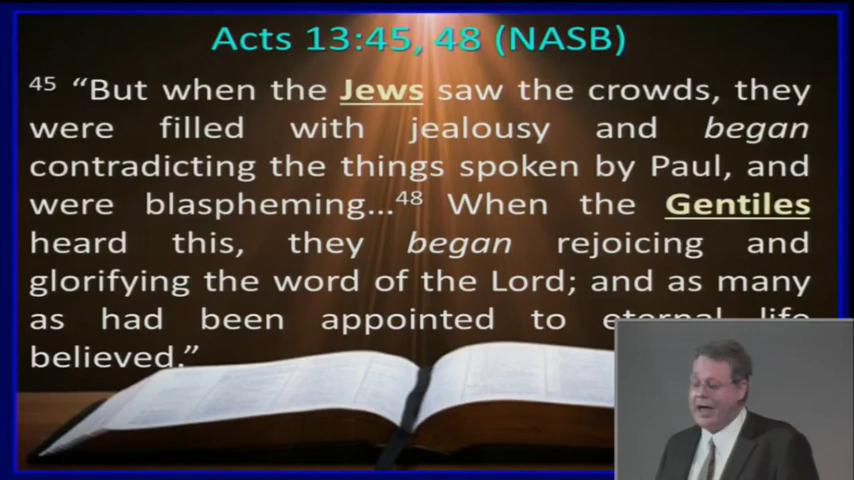 Acts 13:45, 48 (NASB)
45 “But when the Jews saw the crowds, they
were filled with jealousy and began
contradicting the things spoken by Paul, and
were blaspheming…48 When the Gentiles
heard this, they began rejoicing and
glorifying the word of the Lord; and as many
as had been appointed to eternal life
believed.”